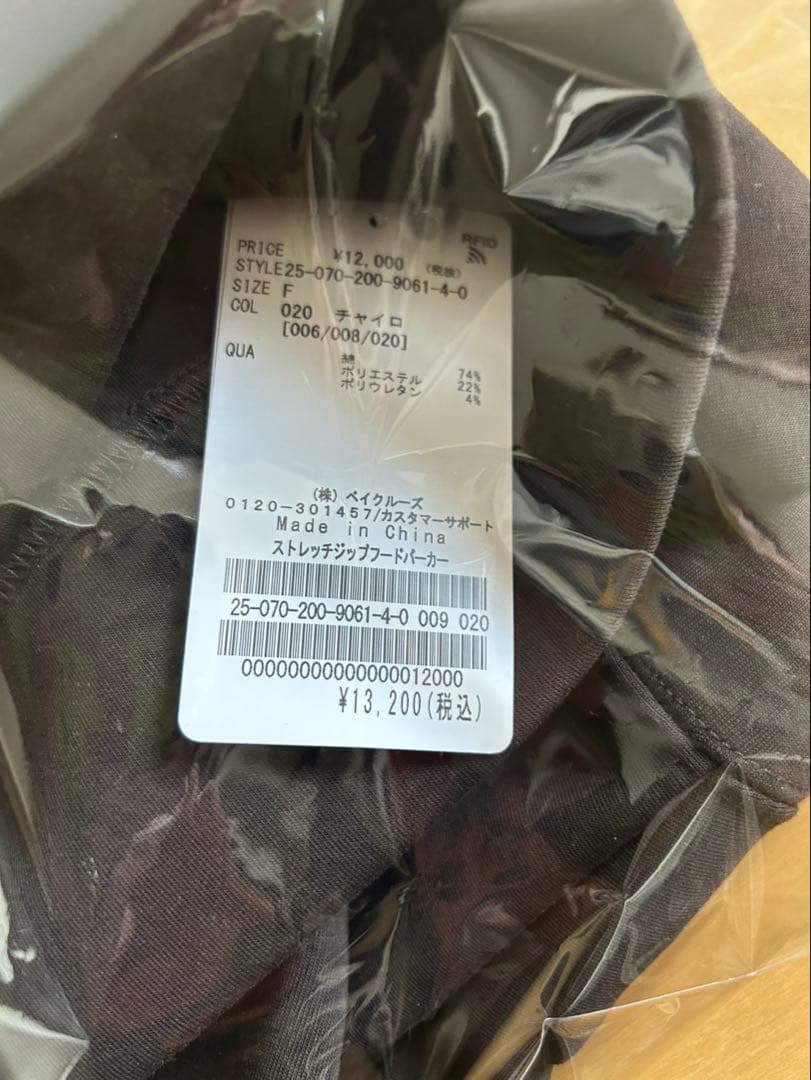 RFID
PRICE ¥12,000 (税抜)
STYLE 25-070-200-9061-4-0
SIZE F
COL 020 チャイロ
[006/008/020]
QUA 綿 74%
ポリエステル 22%
ポリウレタン 4%
(株) ベイクルーズ
0120-301457/カスタマーサポート
Made in China
ストレッチジップフードパーカー
25-070-200-9061-4-0 009 020
00000000000000012000
¥13,200(税込)